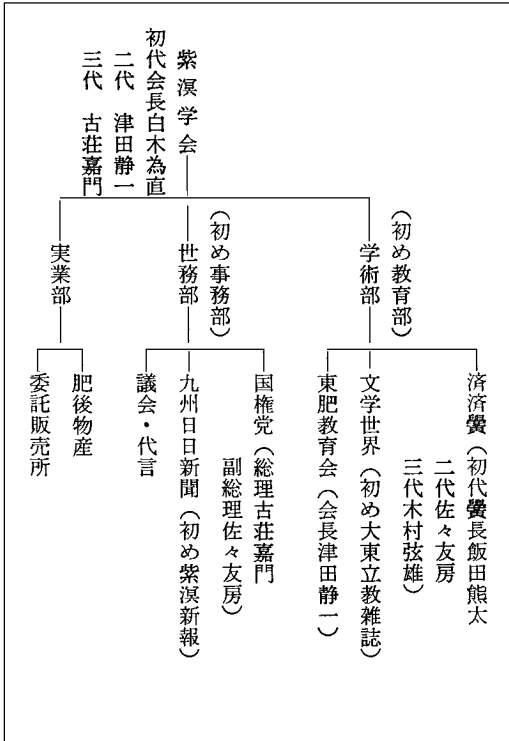 紫溟学会
初代会長白木為直
二代　津田静一
三代　古荘嘉門
（初め教育部）
学術部
済済黌（初代黌長飯田熊太
二代佐々友房
三代木村弦雄）
文学世界（初め大東立教雑誌）
東肥教育会（会長津田静一）
（初め事務部）
世務部
国権党（総理古荘嘉門
副総理佐々友房）
九州日日新聞（初め紫溟新報）
議会・代言
実業部
肥後物産
委託販売所